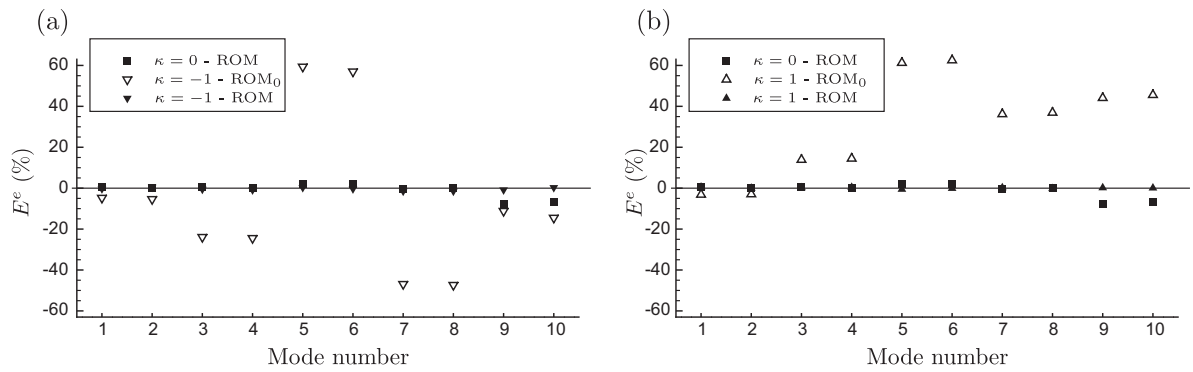 (a)
κ = 0 - ROM
κ = −1 - ROM₀
κ = −1 - ROM
60
40
20
0
-20
-40
-60
Eᵉ (%)
1 2 3 4 5 6 7 8 9 10
Mode number
(b)
κ = 0 - ROM
κ = 1 - ROM₀
κ = 1 - ROM
60
40
20
0
-20
-40
-60
Eᵉ (%)
1 2 3 4 5 6 7 8 9 10
Mode number